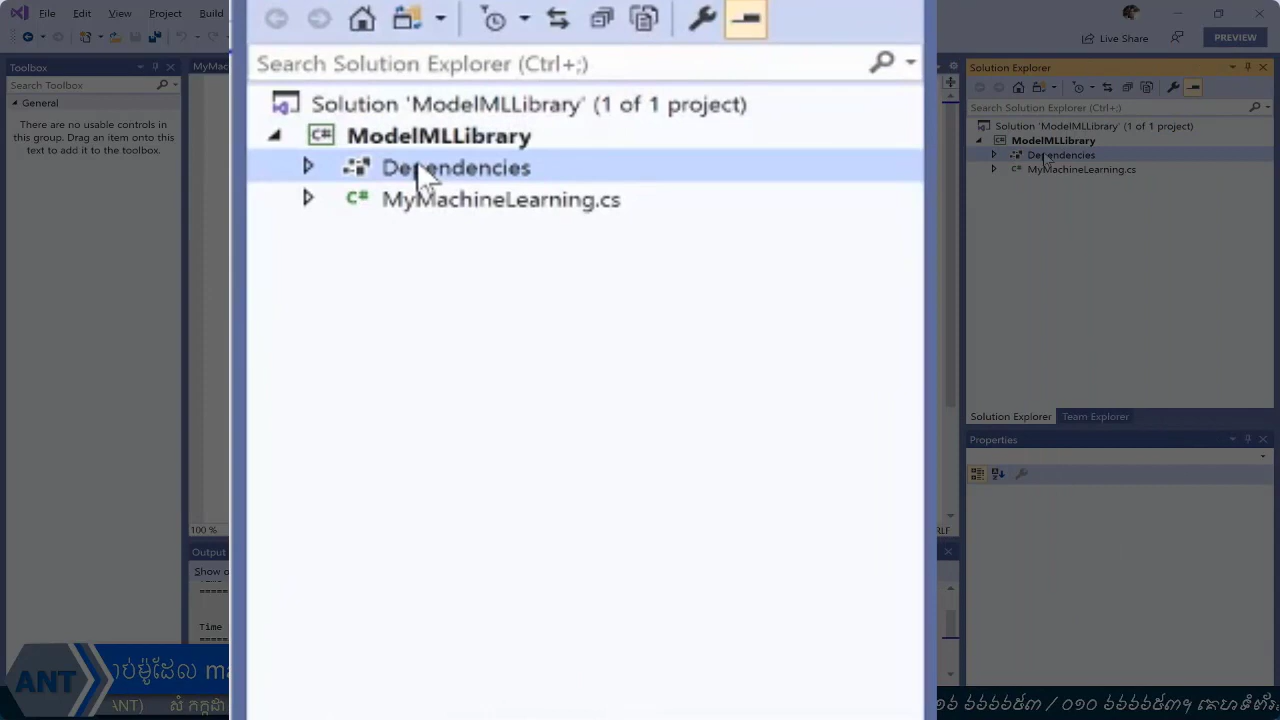 File Edit View Project Build
Live Share
PREVIEW
Toolbox
Search Toolbox
General
There are no usable controls in
this group. Drag an item onto this
text to add it to the toolbox.
100 %
Output
Time
Search Solution Explorer (Ctrl+;)
Solution 'ModelMLLibrary' (1 of 1 project)
ModelMLLibrary
Dependencies
MyMachineLearning.cs
Solution Explorer
Search Solution Explorer (Ctrl+;)
Solution 'ModelMLLibrary' (1 of 1 project)
ModelMLLibrary
Dependencies
MyMachineLearning.cs
Solution Explorer Team Explorer
Properties
ANT